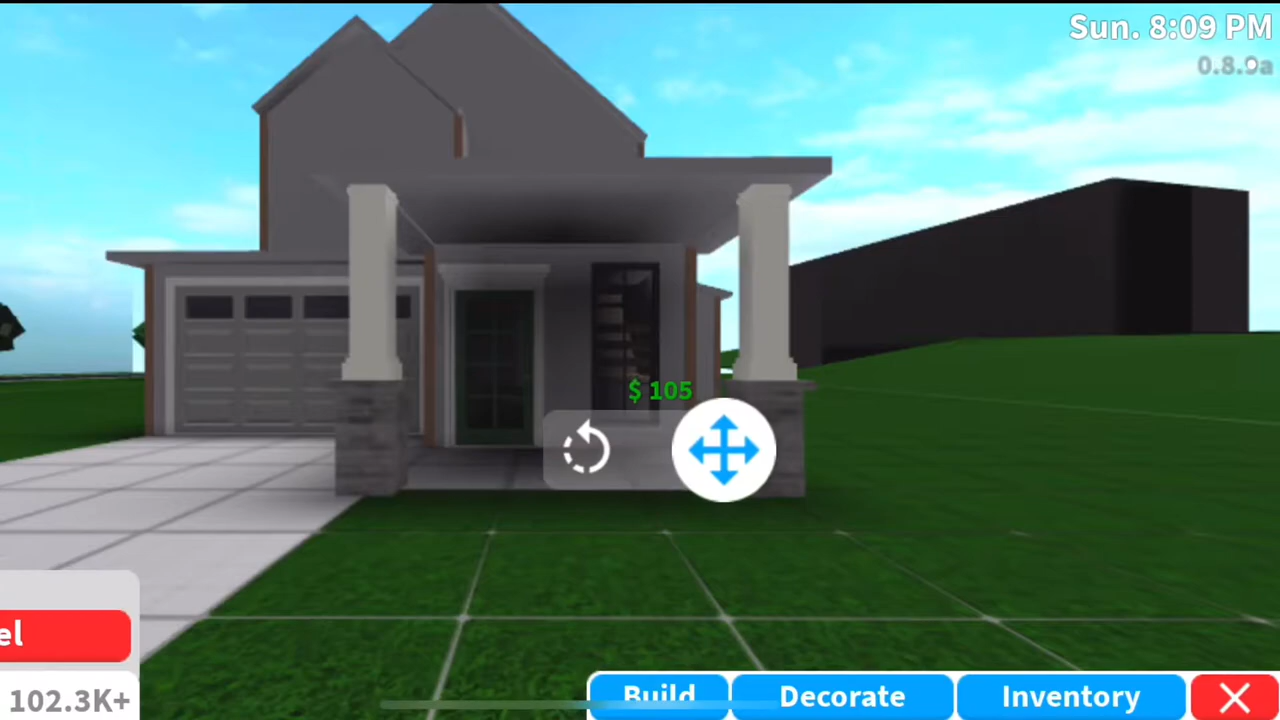 Sun. 8:09 PM
0.8.9a
$ 105
el
102.3K+
Build
Decorate
Inventory